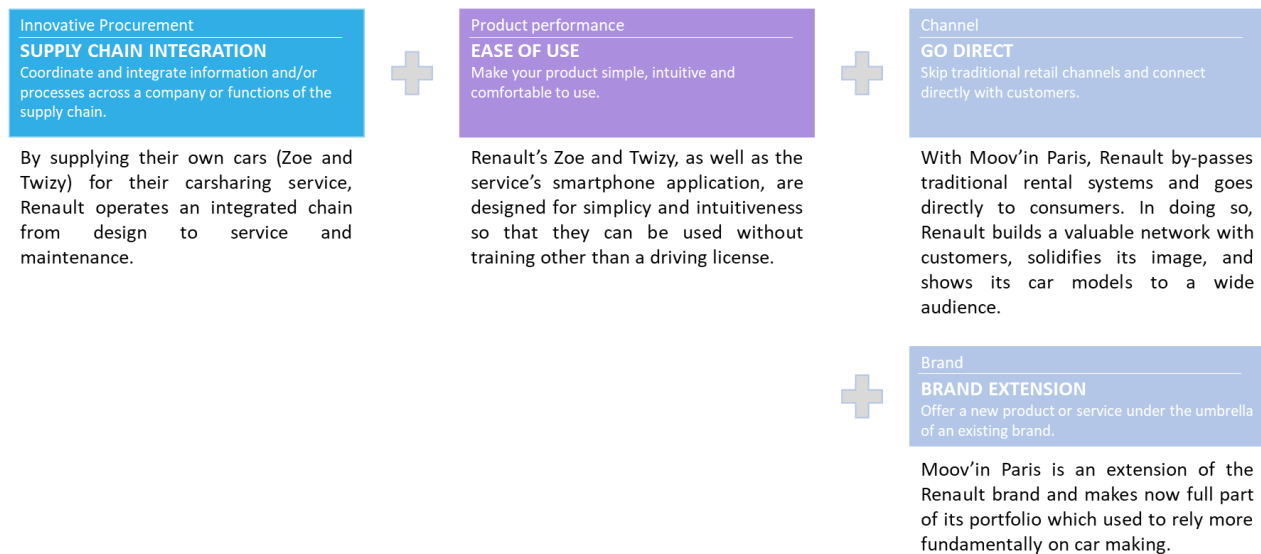 Innovative Procurement
SUPPLY CHAIN INTEGRATION
Coordinate and integrate information and/or
processes across a company or functions of the
supply chain.
By supplying their own cars (Zoe and
Twizy) for their carsharing service,
Renault operates an integrated chain
from design to service and
maintenance.
Product performance
EASE OF USE
Make your product simple, intuitive and
comfortable to use.
Renault’s Zoe and Twizy, as well as the
service’s smartphone application, are
designed for simplicy and intuitiveness
so that they can be used without
training other than a driving license.
Channel
GO DIRECT
Skip traditional retail channels and connect
directly with customers.
With Moov’in Paris, Renault by-passes
traditional rental systems and goes
directly to consumers. In doing so,
Renault builds a valuable network with
customers, solidifies its image, and
shows its car models to a wide
audience.
Brand
BRAND EXTENSION
Offer a new product or service under the umbrella
of an existing brand.
Moov’in Paris is an extension of the
Renault brand and makes now full part
of its portfolio which used to rely more
fundamentally on car making.